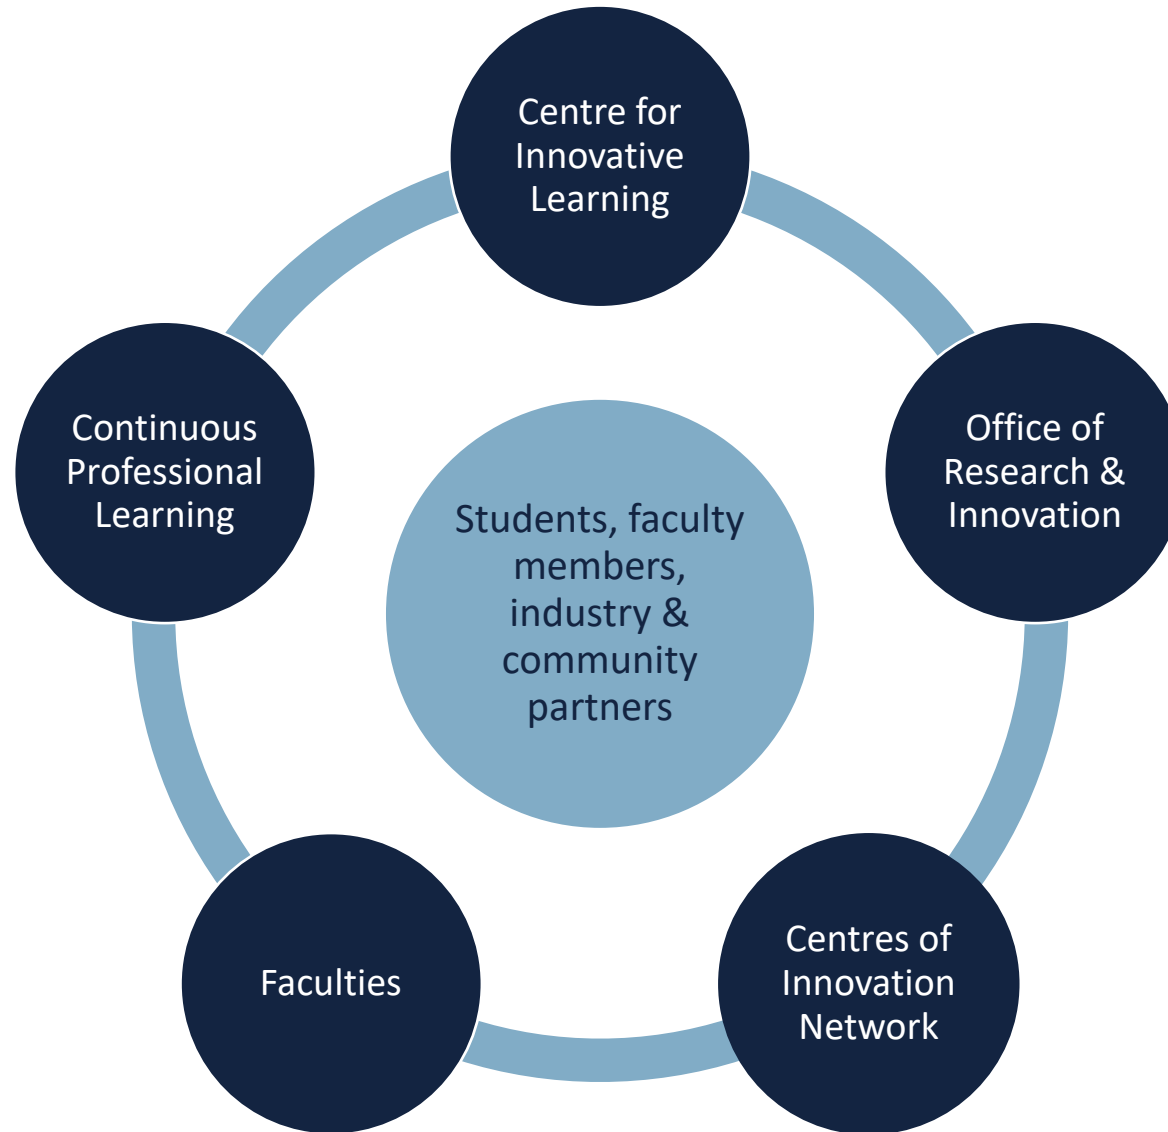 Centre for
Innovative
Learning
Continuous
Professional
Learning
Office of
Research &
Innovation
Students, faculty
members,
industry &
community
partners
Faculties
Centres of
Innovation
Network